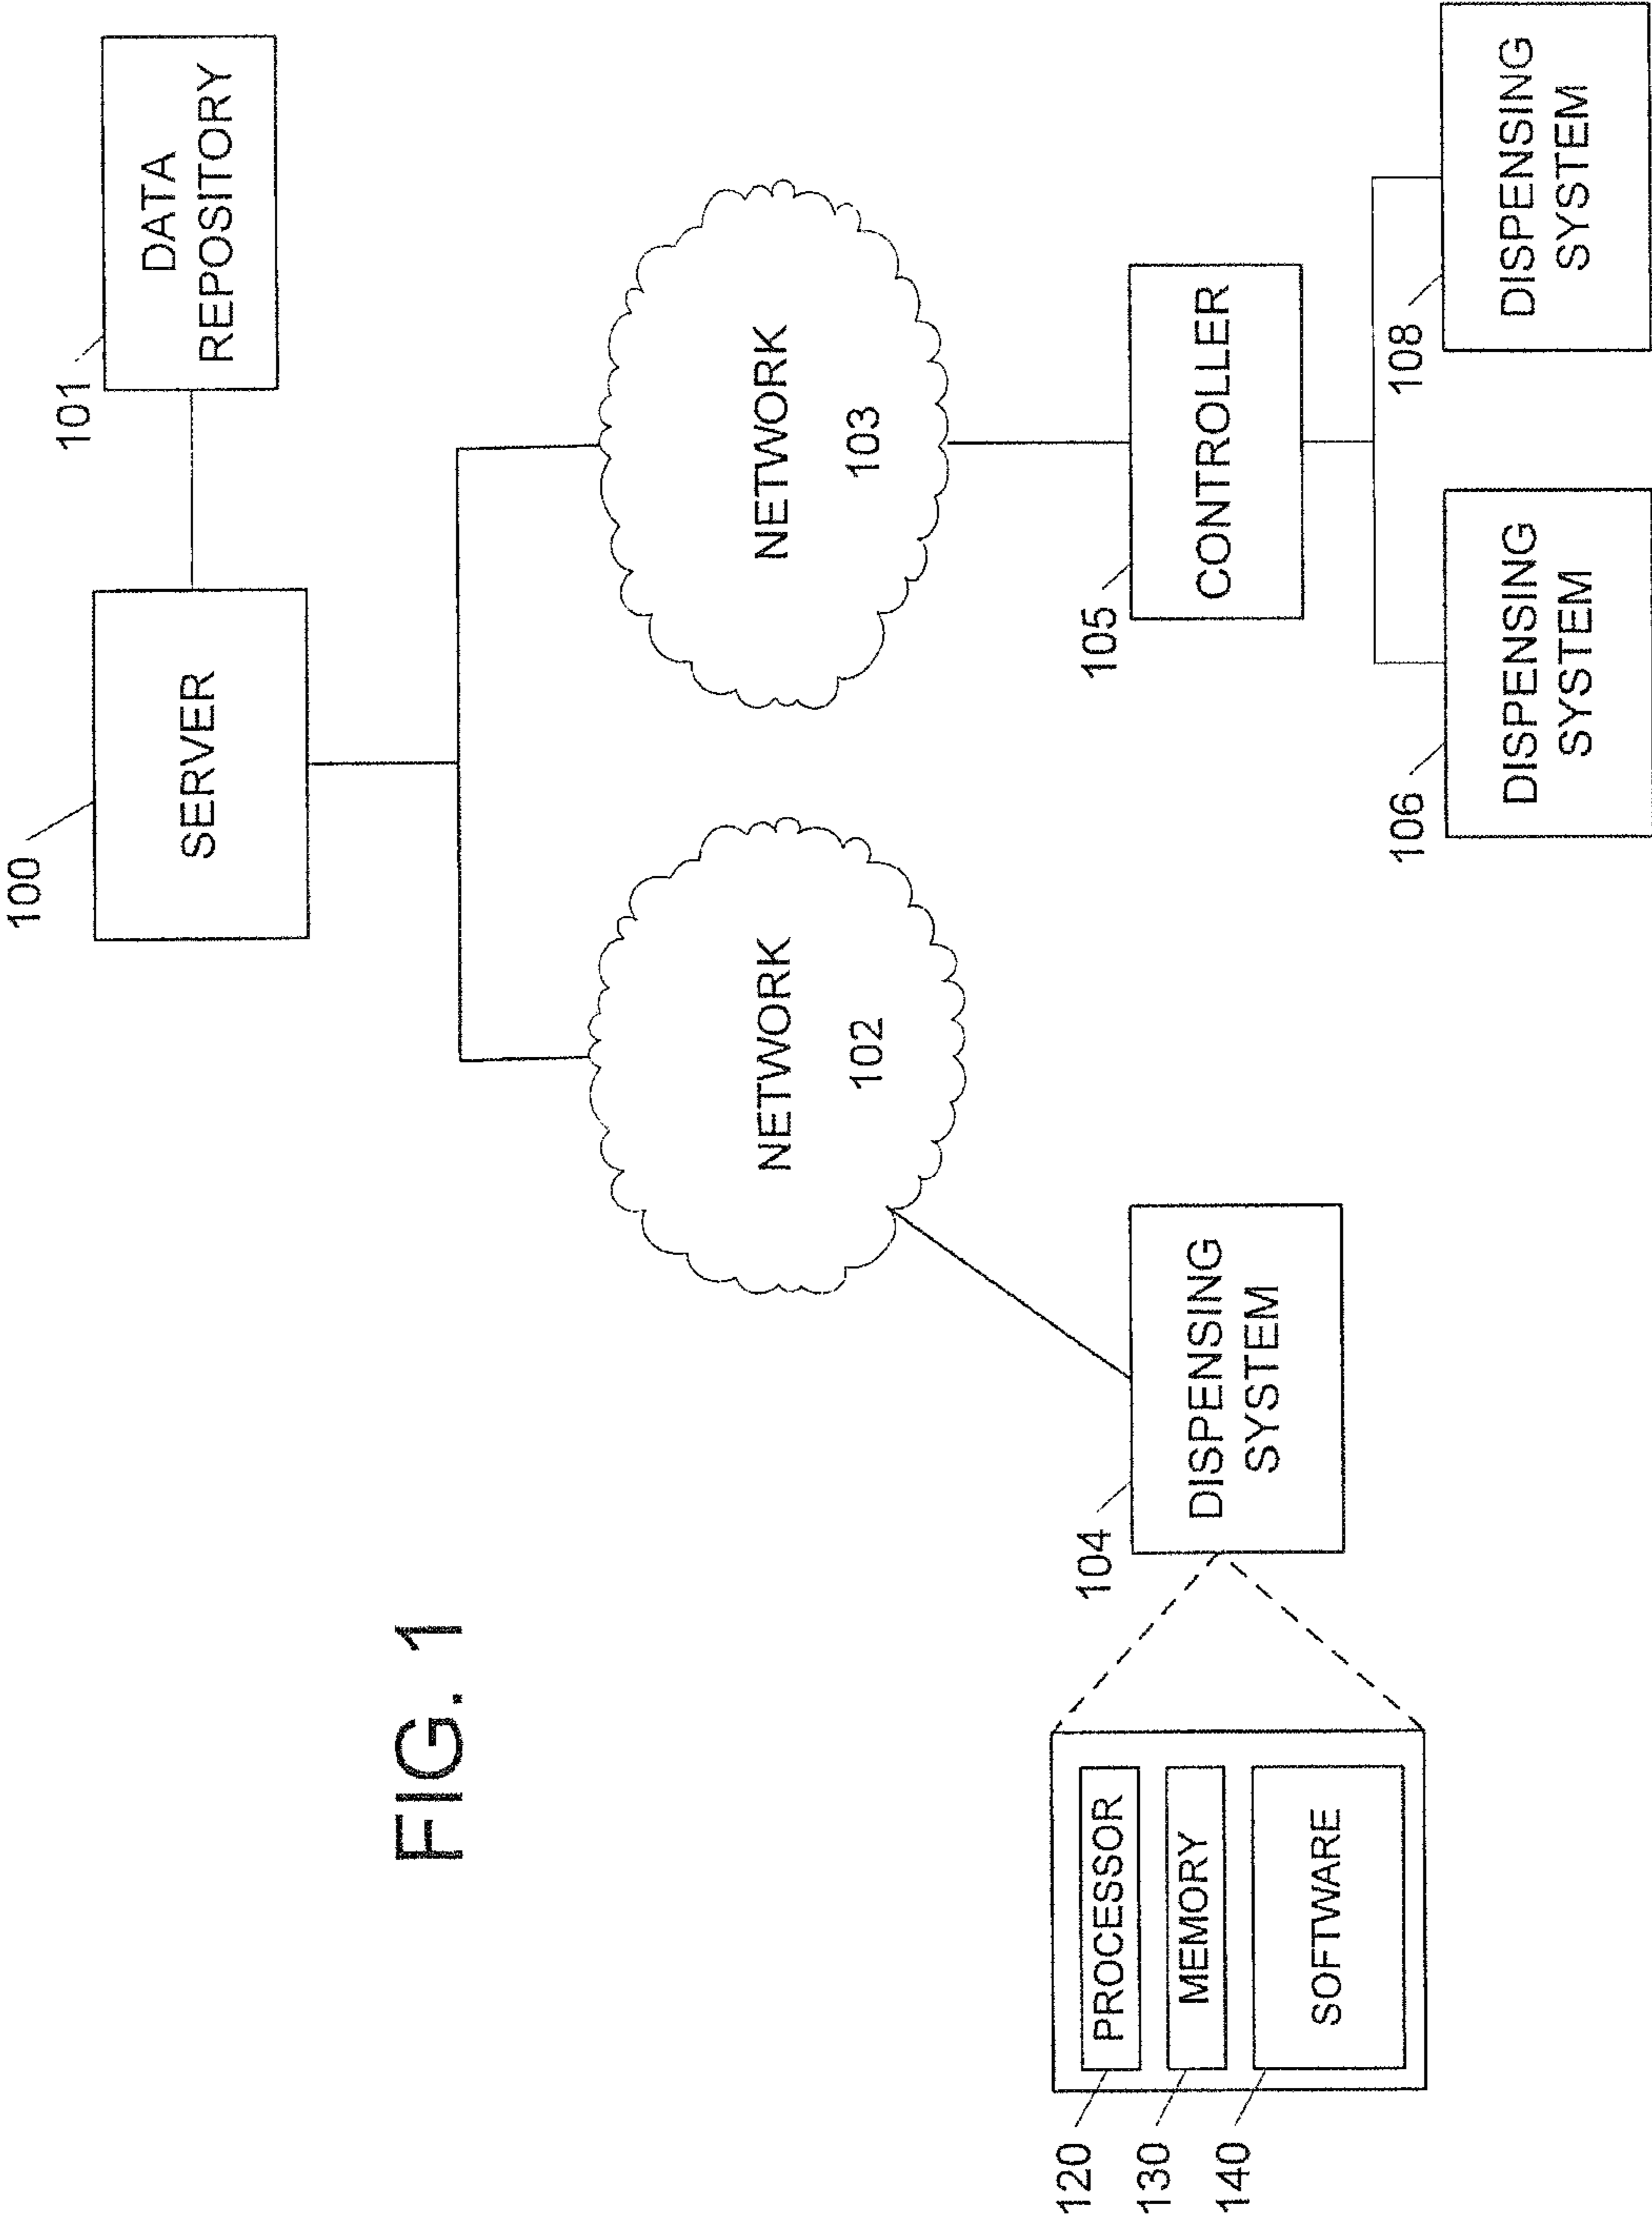 FIG. 1
100
SERVER
101
DATA
REPOSITORY
NETWORK
102
NETWORK
103
104
DISPENSING
SYSTEM
105
CONTROLLER
120
PROCESSOR
130
MEMORY
140
SOFTWARE
106
DISPENSING
SYSTEM
108
DISPENSING
SYSTEM